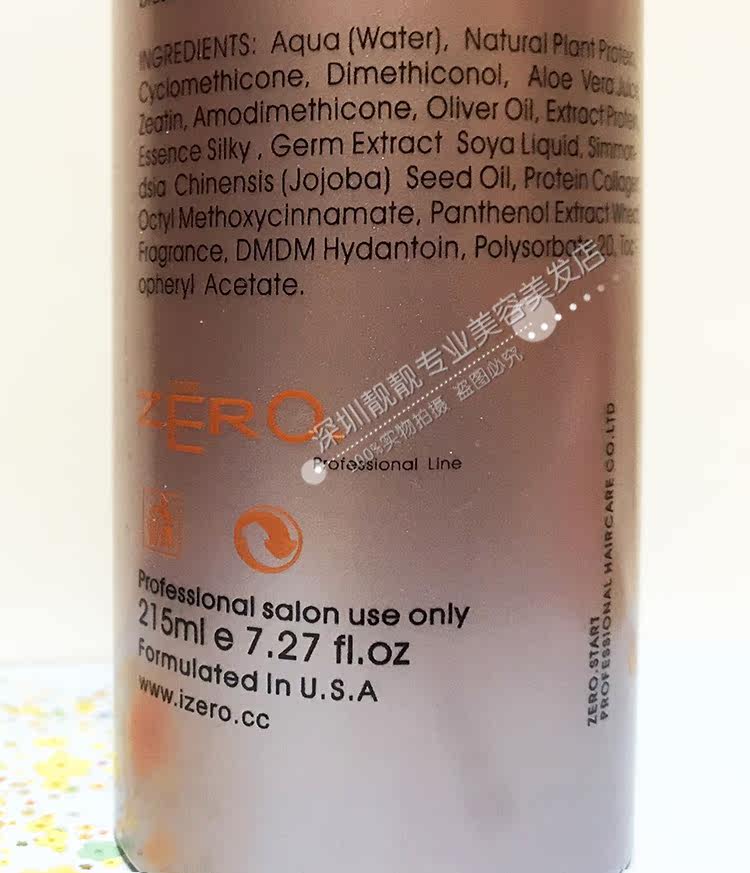 INGREDIENTS: Aqua (Water), Natural Plant Protein,
Cyclomethicone, Dimethiconol, Aloe Vera Juice,
Zeatin, Amodimethicone, Oliver Oil, Extract Protein
Essence Silky , Germ Extract Soya Liquid, Simmon-
dsia Chinensis (Jojoba) Seed Oil, Protein Collagen
Octyl Methoxycinnamate, Panthenol Extract Wheat
Fragrance, DMDM Hydantoin, Polysorbate 20, Toc-
opheryl Acetate.
深圳靓靓专业美容美发店
100%实物拍摄 盗图必究
ZERO
Professional Line
Professional salon use only
215ml e 7.27 fl.oz
Formulated In U.S.A
www.izero.cc
ZERO.START
PROFESSIONAL HAIRCARE CO.LTD